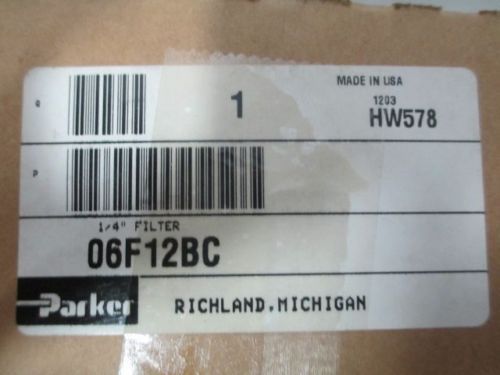 Q
1
MADE IN USA
1203
HW578
P
1/4" FILTER
06F12BC
Parker
RICHLAND, MICHIGAN